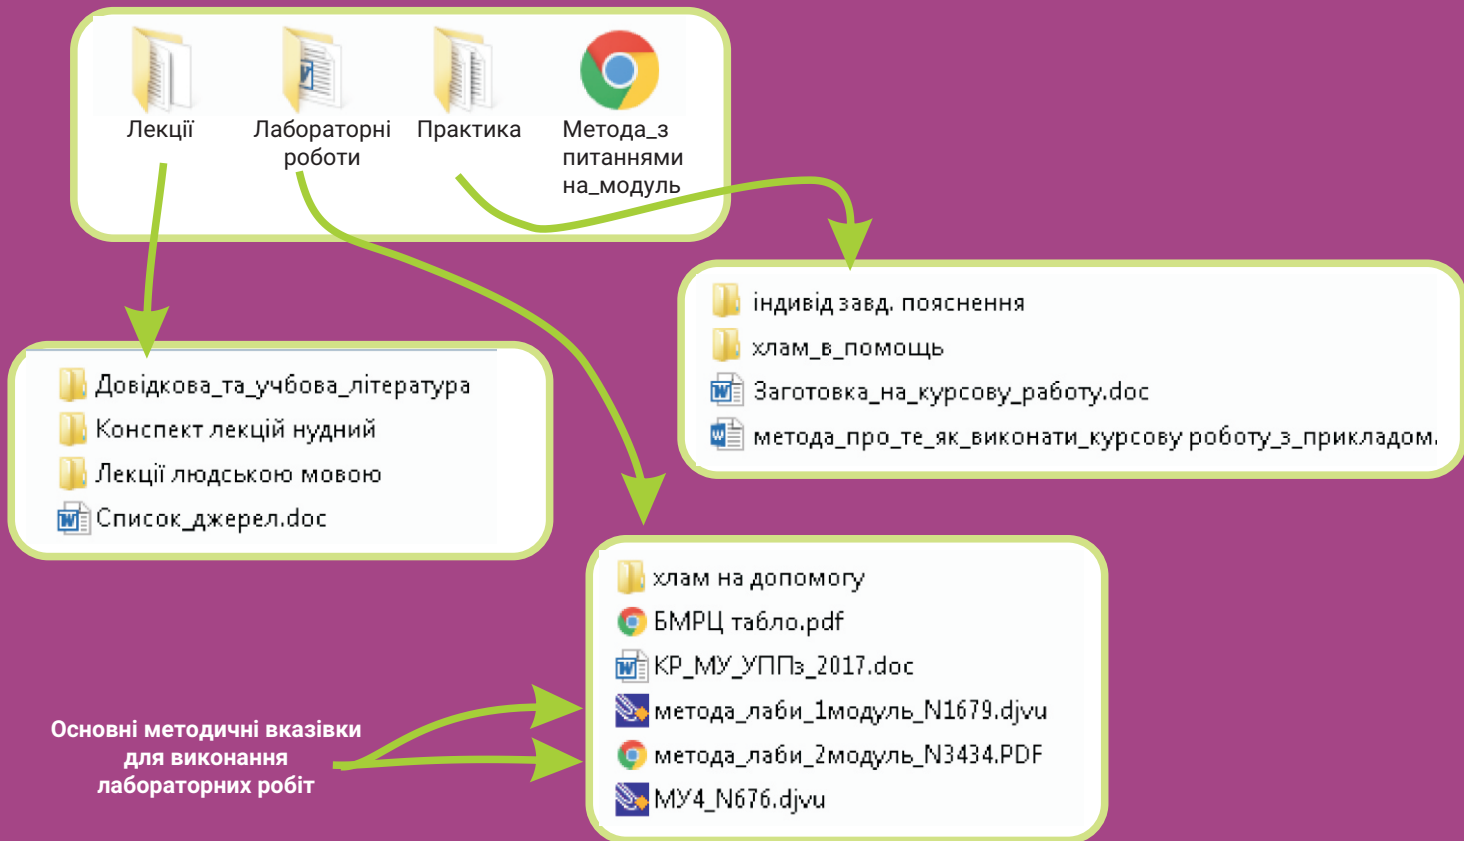 Лекції
Лабораторні
роботи
Практика
Метода_з
питаннями
на_модуль
індивід завд. пояснення
хлам_в_помощь
Заготовка_на_курсову_работу.doc
метода_про_те_як_виконати_курсову роботу_з_прикладом.
Довідкова_та_учбова_література
Конспект лекцій нудний
Лекції людською мовою
Список_джерел.doc
хлам на допомогу
БМРЦ табло.pdf
КР_МУ_УППз_2017.doc
метода_лаби_1модуль_N1679.djvu
метода_лаби_2модуль_N3434.PDF
МУ4_N676.djvu
Основні методичні вказівки
для виконання
лабораторних робіт